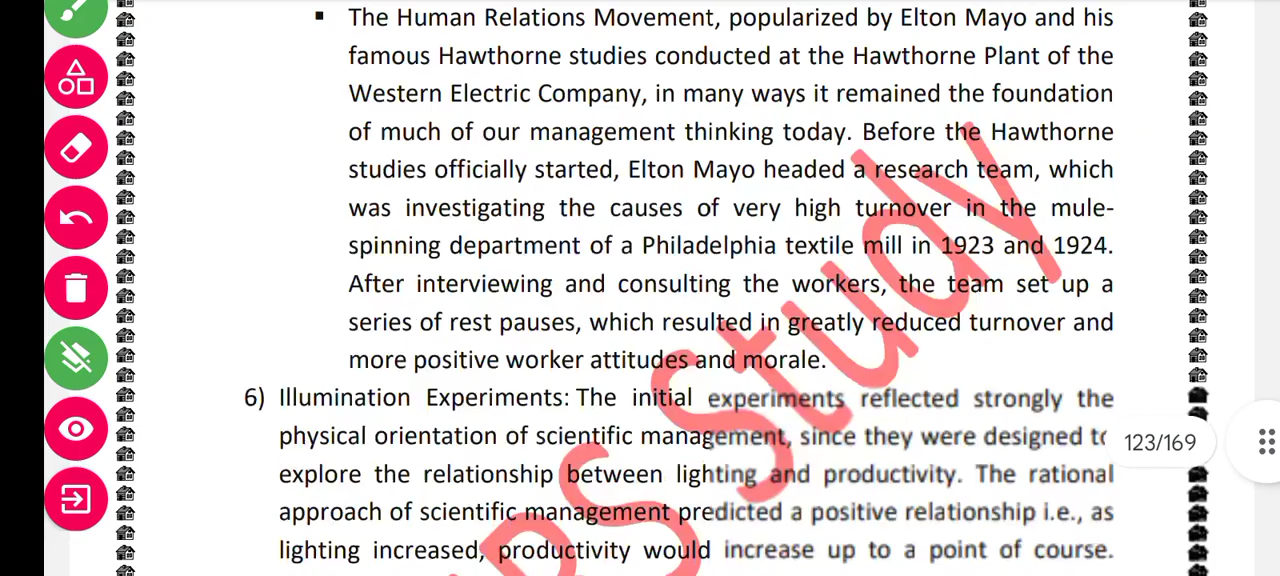 ▪ The Human Relations Movement, popularized by Elton Mayo and his
famous Hawthorne studies conducted at the Hawthorne Plant of the
Western Electric Company, in many ways it remained the foundation
of much of our management thinking today. Before the Hawthorne
studies officially started, Elton Mayo headed a research team, which
was investigating the causes of very high turnover in the mule-
spinning department of a Philadelphia textile mill in 1923 and 1924.
After interviewing and consulting the workers, the team set up a
series of rest pauses, which resulted in greatly reduced turnover and
more positive worker attitudes and morale.
6) Illumination Experiments: The initial experiments reflected strongly the
physical orientation of scientific management, since they were designed to
123/169
explore the relationship between lighting and productivity. The rational
approach of scientific management predicted a positive relationship i.e., as
lighting increased, productivity would increase up to a point of course.
PS Study